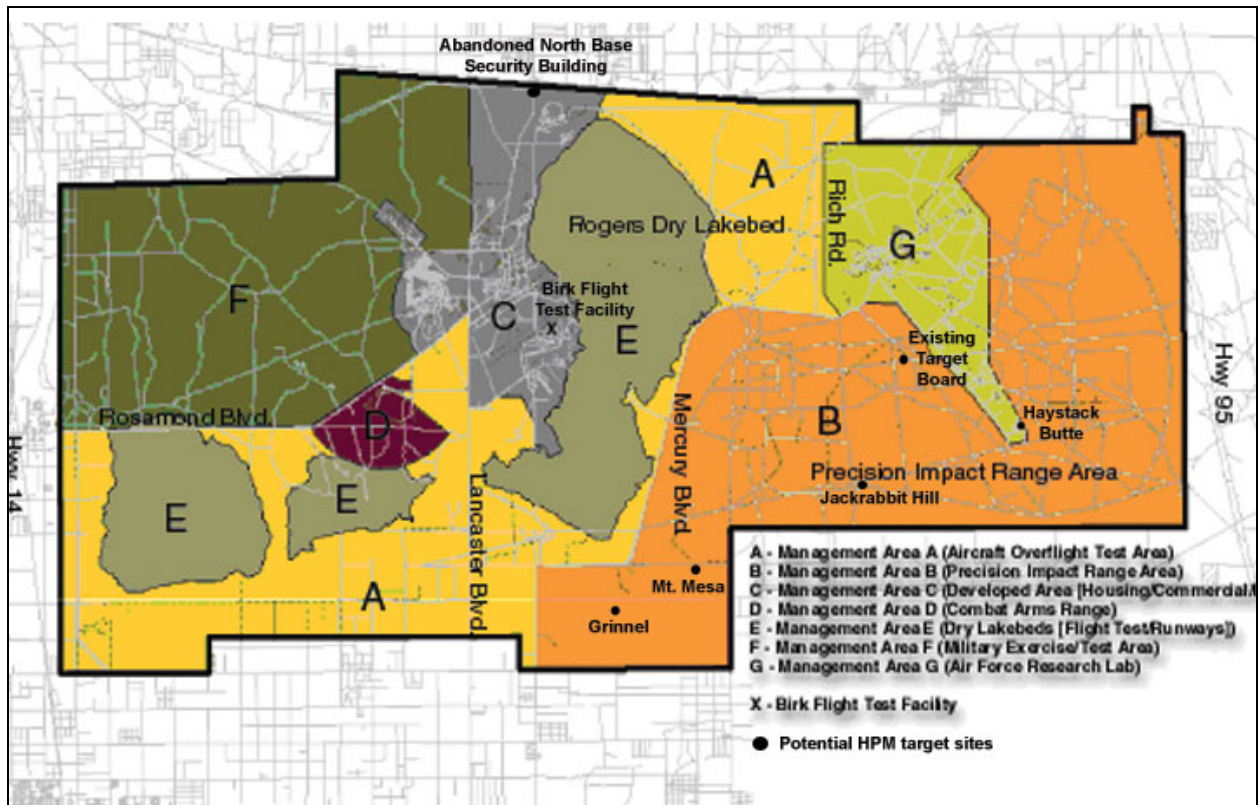 Abandoned North Base
Security Building
A
Rogers Dry Lakebed
Rich Rd.
G
F
Birk Flight
Test Facility
X
C
E
Existing
Target
Board
Hwy 95
Rosamond Blvd.
D
Mercury Blvd.
B
Haystack
Butte
Hwy 14
E
E
Lancaster Blvd.
Precision Impact Range Area
Jackrabbit Hill
A
Mt. Mesa
Grinnel
A - Management Area A (Aircraft Overflight Test Area)
B - Management Area B (Precision Impact Range Area)
C - Management Area C (Developed Area [Housing/Commercial/
D - Management Area D (Combat Arms Range)
E - Management Area E (Dry Lakebeds [Flight Test/Runways])
F - Management Area F (Military Exercise/Test Area)
G - Management Area G (Air Force Research Lab)
X - Birk Flight Test Facility
Potential HPM target sites